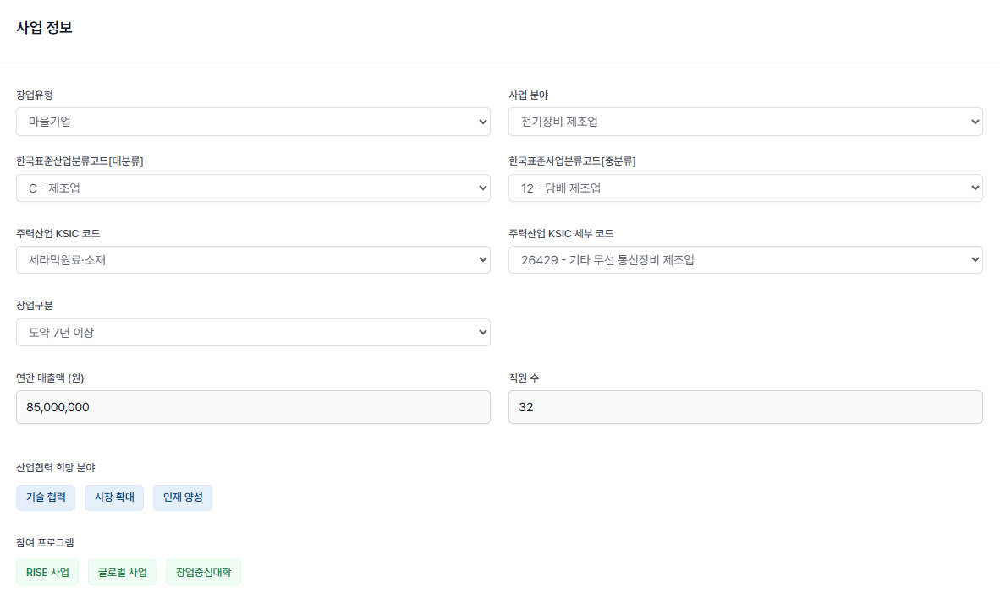 사업 정보
창업유형
사업 분야
마을기업
전기장비 제조업
한국표준산업분류코드[대분류]
한국표준사업분류코드[중분류]
C - 제조업
12 - 담배 제조업
주력산업 KSIC 코드
주력산업 KSIC 세부 코드
세라믹원료·소재
26429 - 기타 무선 통신장비 제조업
창업구분
도약 7년 이상
연간 매출액 (원)
직원 수
85,000,000
32
산업협력 희망 분야
기술 협력 시장 확대 인재 양성
참여 프로그램
RISE 사업 글로벌 사업 창업중심대학